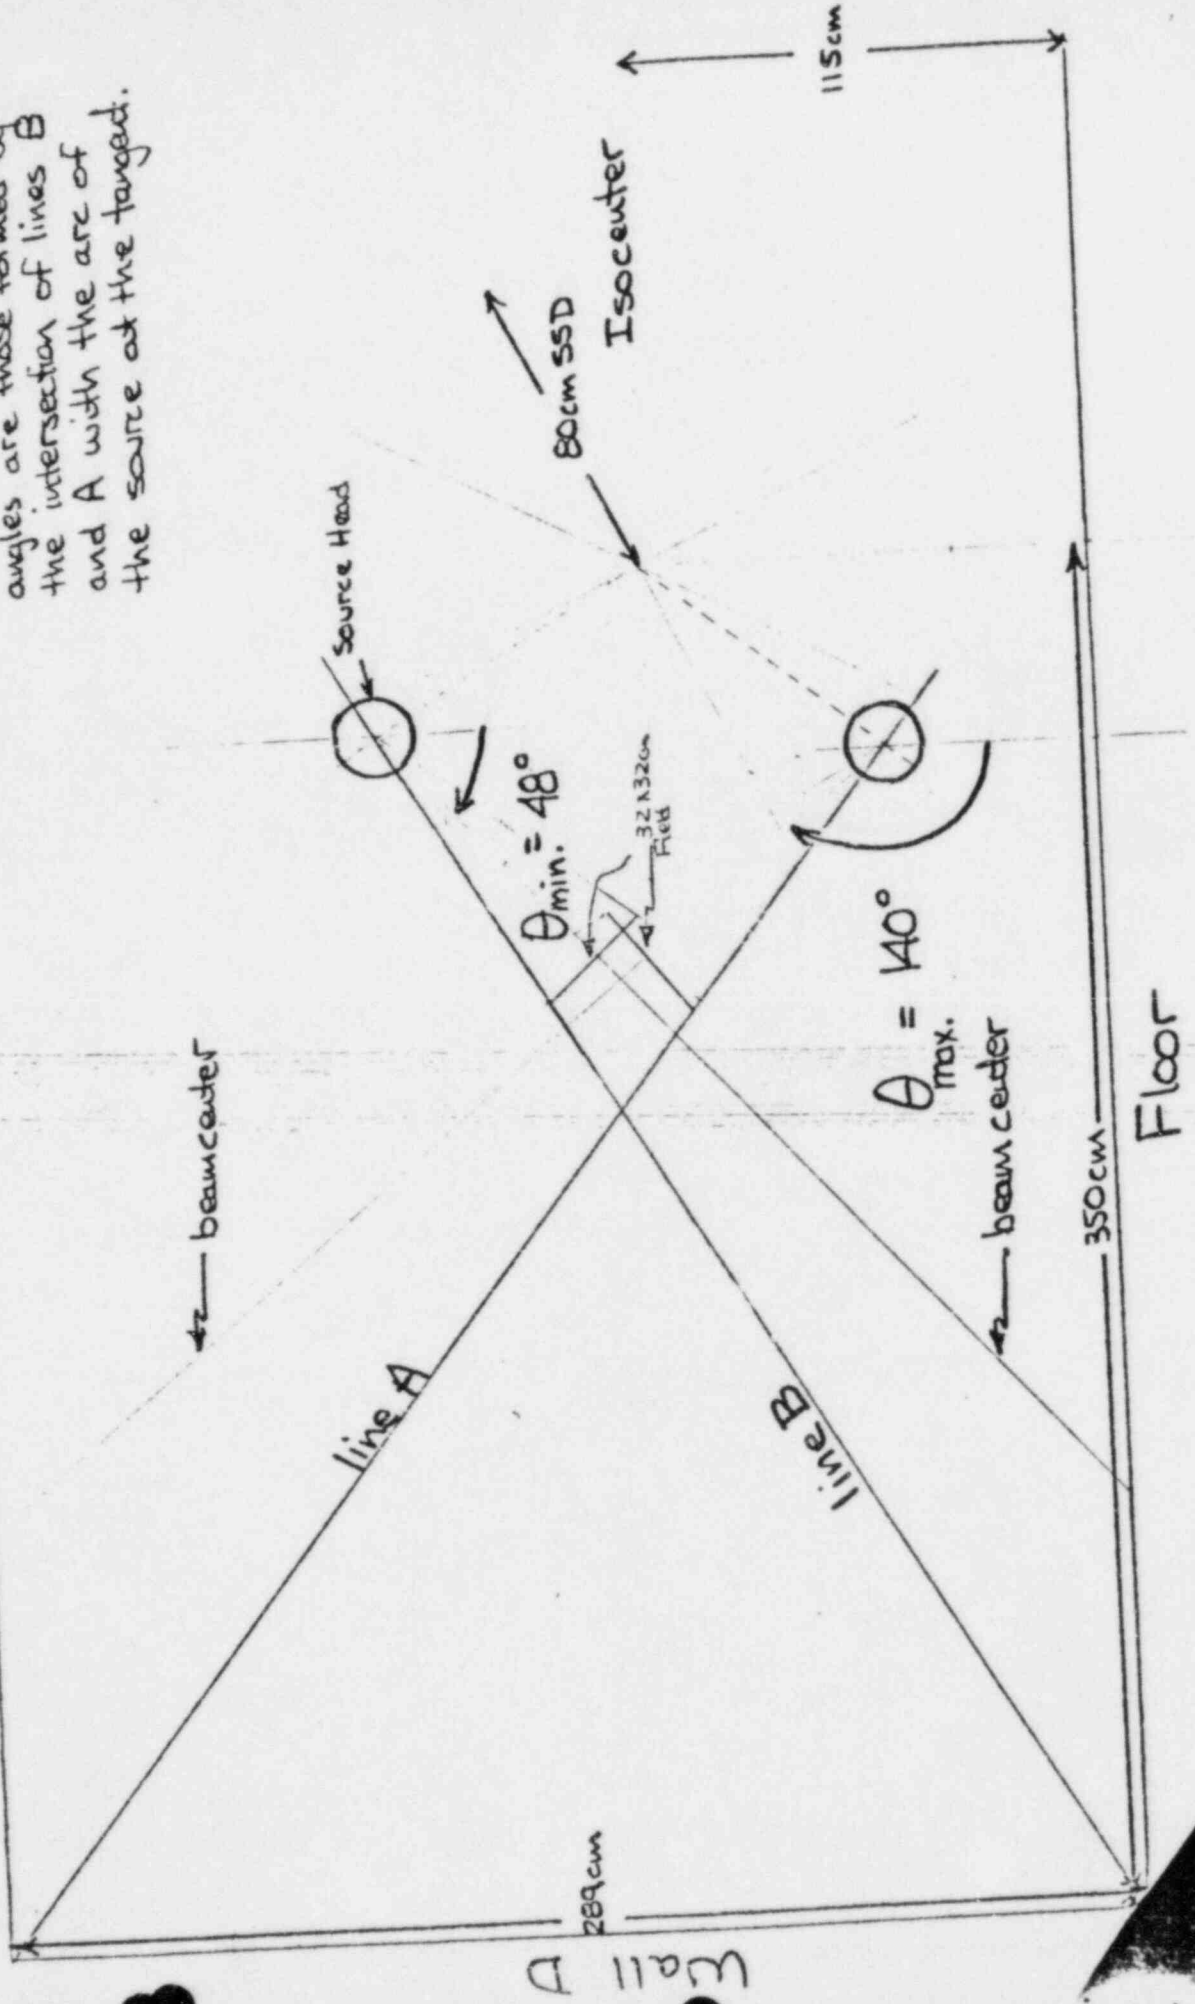 angles are those formed by
the intersection of lines B
and A with the arc of
the source at the tangent.
Source Head
80cm SSD
Isocenter
115cm
θmin. = 48°
32x32cm
Field
beamcenter
θmax. = 140°
beamcenter
line A
line B
350cm
Floor
289cm
Wall D